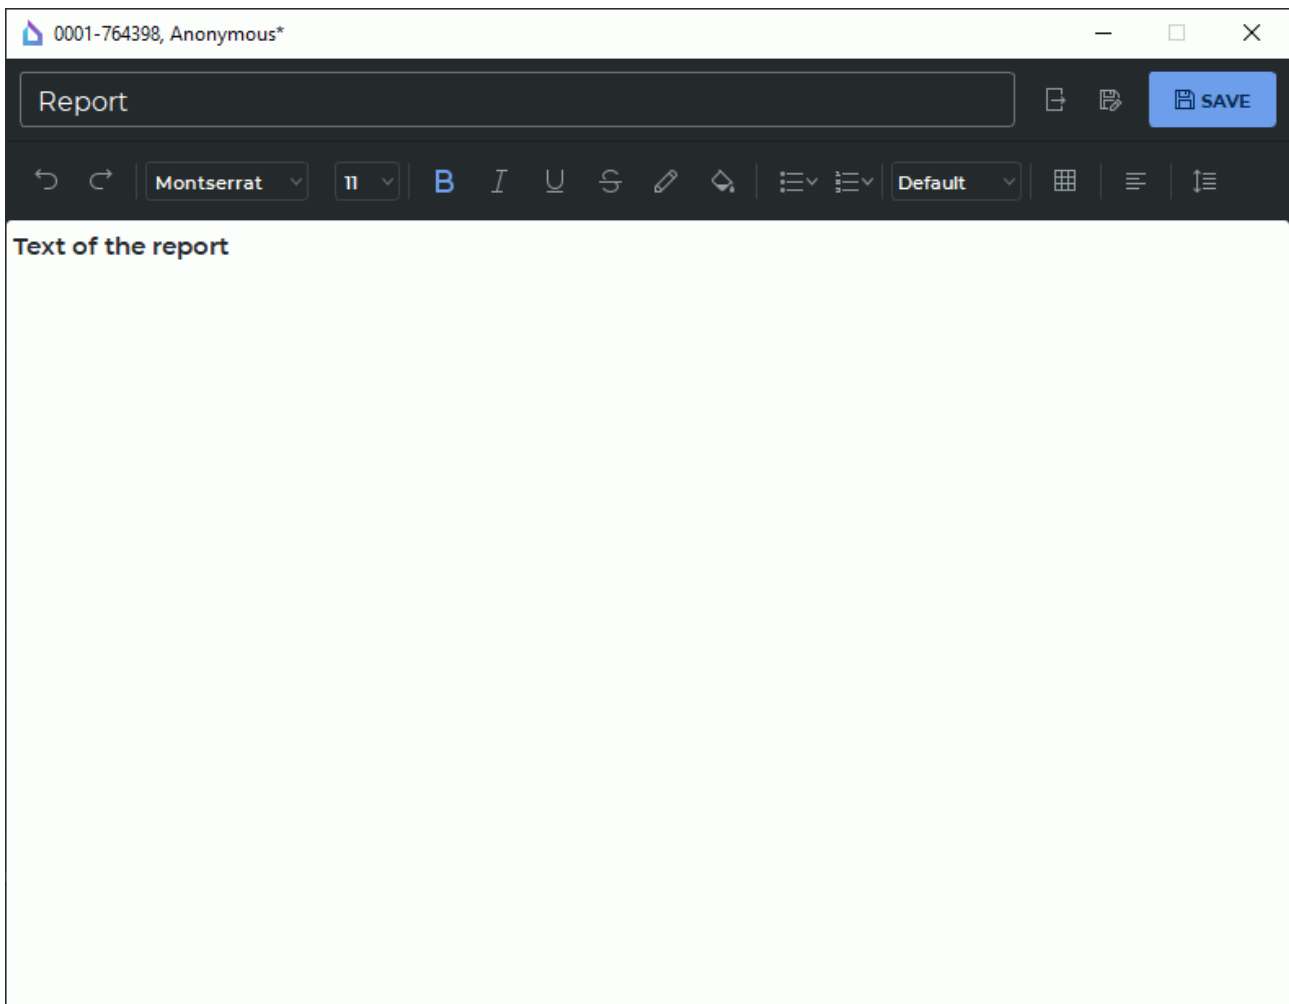 0001-764398, Anonymous*
Report
SAVE
Montserrat 11 B I U S Default
Text of the report